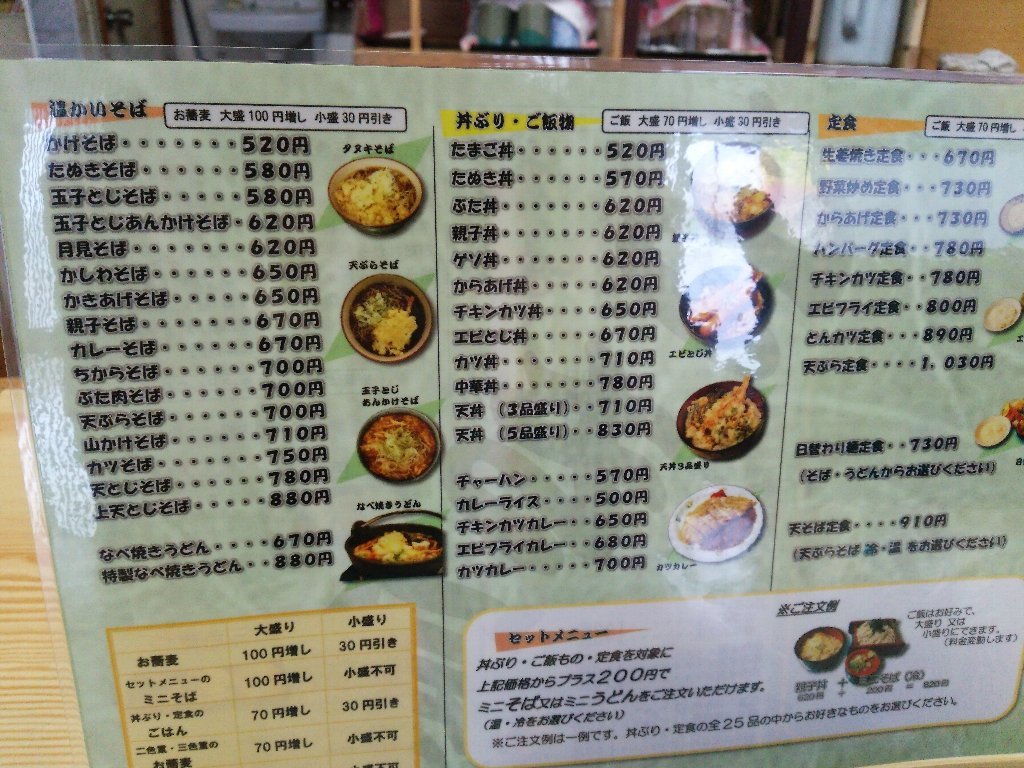 温かいそば
お蕎麦 大盛100円増し 小盛30円引き
かけそば・・・・・・・520円
たぬきそば・・・・・・580円
玉子とじそば・・・・・580円
玉子とじあんかけそば・620円
月見そば・・・・・・・620円
かしわそば・・・・・・650円
かきあげそば・・・・・650円
親子そば・・・・・・・670円
カレーそば・・・・・・670円
ちからそば・・・・・・700円
ぶた肉そば・・・・・・700円
天ぷらそば・・・・・・700円
山かけそば・・・・・・710円
カツそば・・・・・・・750円
天とじそば・・・・・・780円
上天とじそば・・・・・880円
なべ焼きうどん・・・・670円
特製なべ焼きうどん・・880円
タヌキそば
天ぷらそば
玉子とじ
あんかけそば
なべ焼きうどん
丼ぶり・ご飯物
ご飯 大盛70円増し 小盛30円引き
たまご丼・・・・・・520円
たぬき丼・・・・・・570円
ぶた丼・・・・・・・620円
親子丼・・・・・・・620円
ゲソ丼・・・・・・・620円
からあげ丼・・・・・620円
チキンカツ丼・・・・650円
エビとじ丼・・・・・670円
カツ丼・・・・・・・710円
中華丼・・・・・・・780円
天丼 (3品盛り)・・710円
天丼 (5品盛り)・・830円
チャーハン・・・・・570円
カレーライス・・・・500円
チキンカツカレー・・650円
エビフライカレー・・680円
カツカレー・・・・・700円
エビとじ丼
天丼3品盛り
カツカレー
定食
ご飯 大盛70円増し
生姜焼き定食・・・670円
野菜炒め定食・・・730円
からあげ定食・・・730円
ハンバーグ定食・・780円
チキンカツ定食・・780円
エビフライ定食・・800円
とんカツ定食・・・890円
天ぷら定食・・・・1,030円
日替わり麺定食・・730円
(そば・うどんからお選びください)
天そば定食・・・・910円
(天ぷらそば 冷・温 をお選びください)
大盛り 小盛り
お蕎麦 100円増し 30円引き
セットメニューの
ミニそば 100円増し 小盛不可
丼ぶり・定食の
ごはん 70円増し 30円引き
二色重・三色重の
お蕎麦 70円増し 小盛不可
セットメニュー
丼ぶり・ご飯もの・定食を対象に
上記価格からプラス200円で
ミニそば又はミニうどんをご注文いただけます。
(温・冷をお選びください)
※ご注文例は一例です。丼ぶり・定食の全25品の中からお好きなものをお選びください。
※ご注文例
ご飯はお好みで、
大盛り 又は
小盛りにできます。
(料金変動します)
親子丼 + そば(冷)
620円 + 200円 = 820円